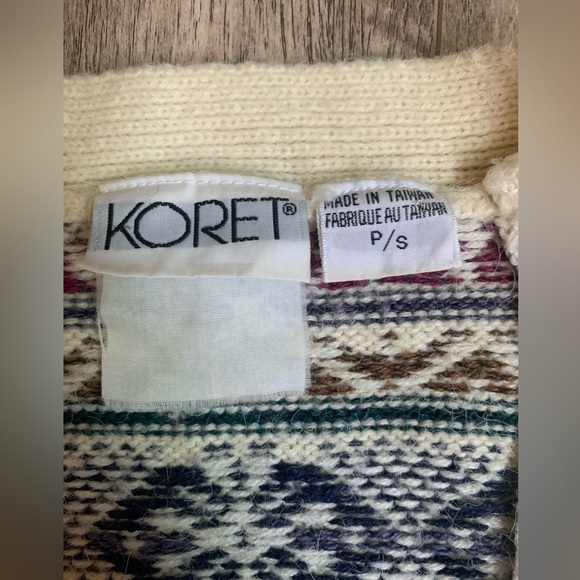 KORET®
MADE IN TAIWAN
FABRIQUE AU TAIWAN
P/S